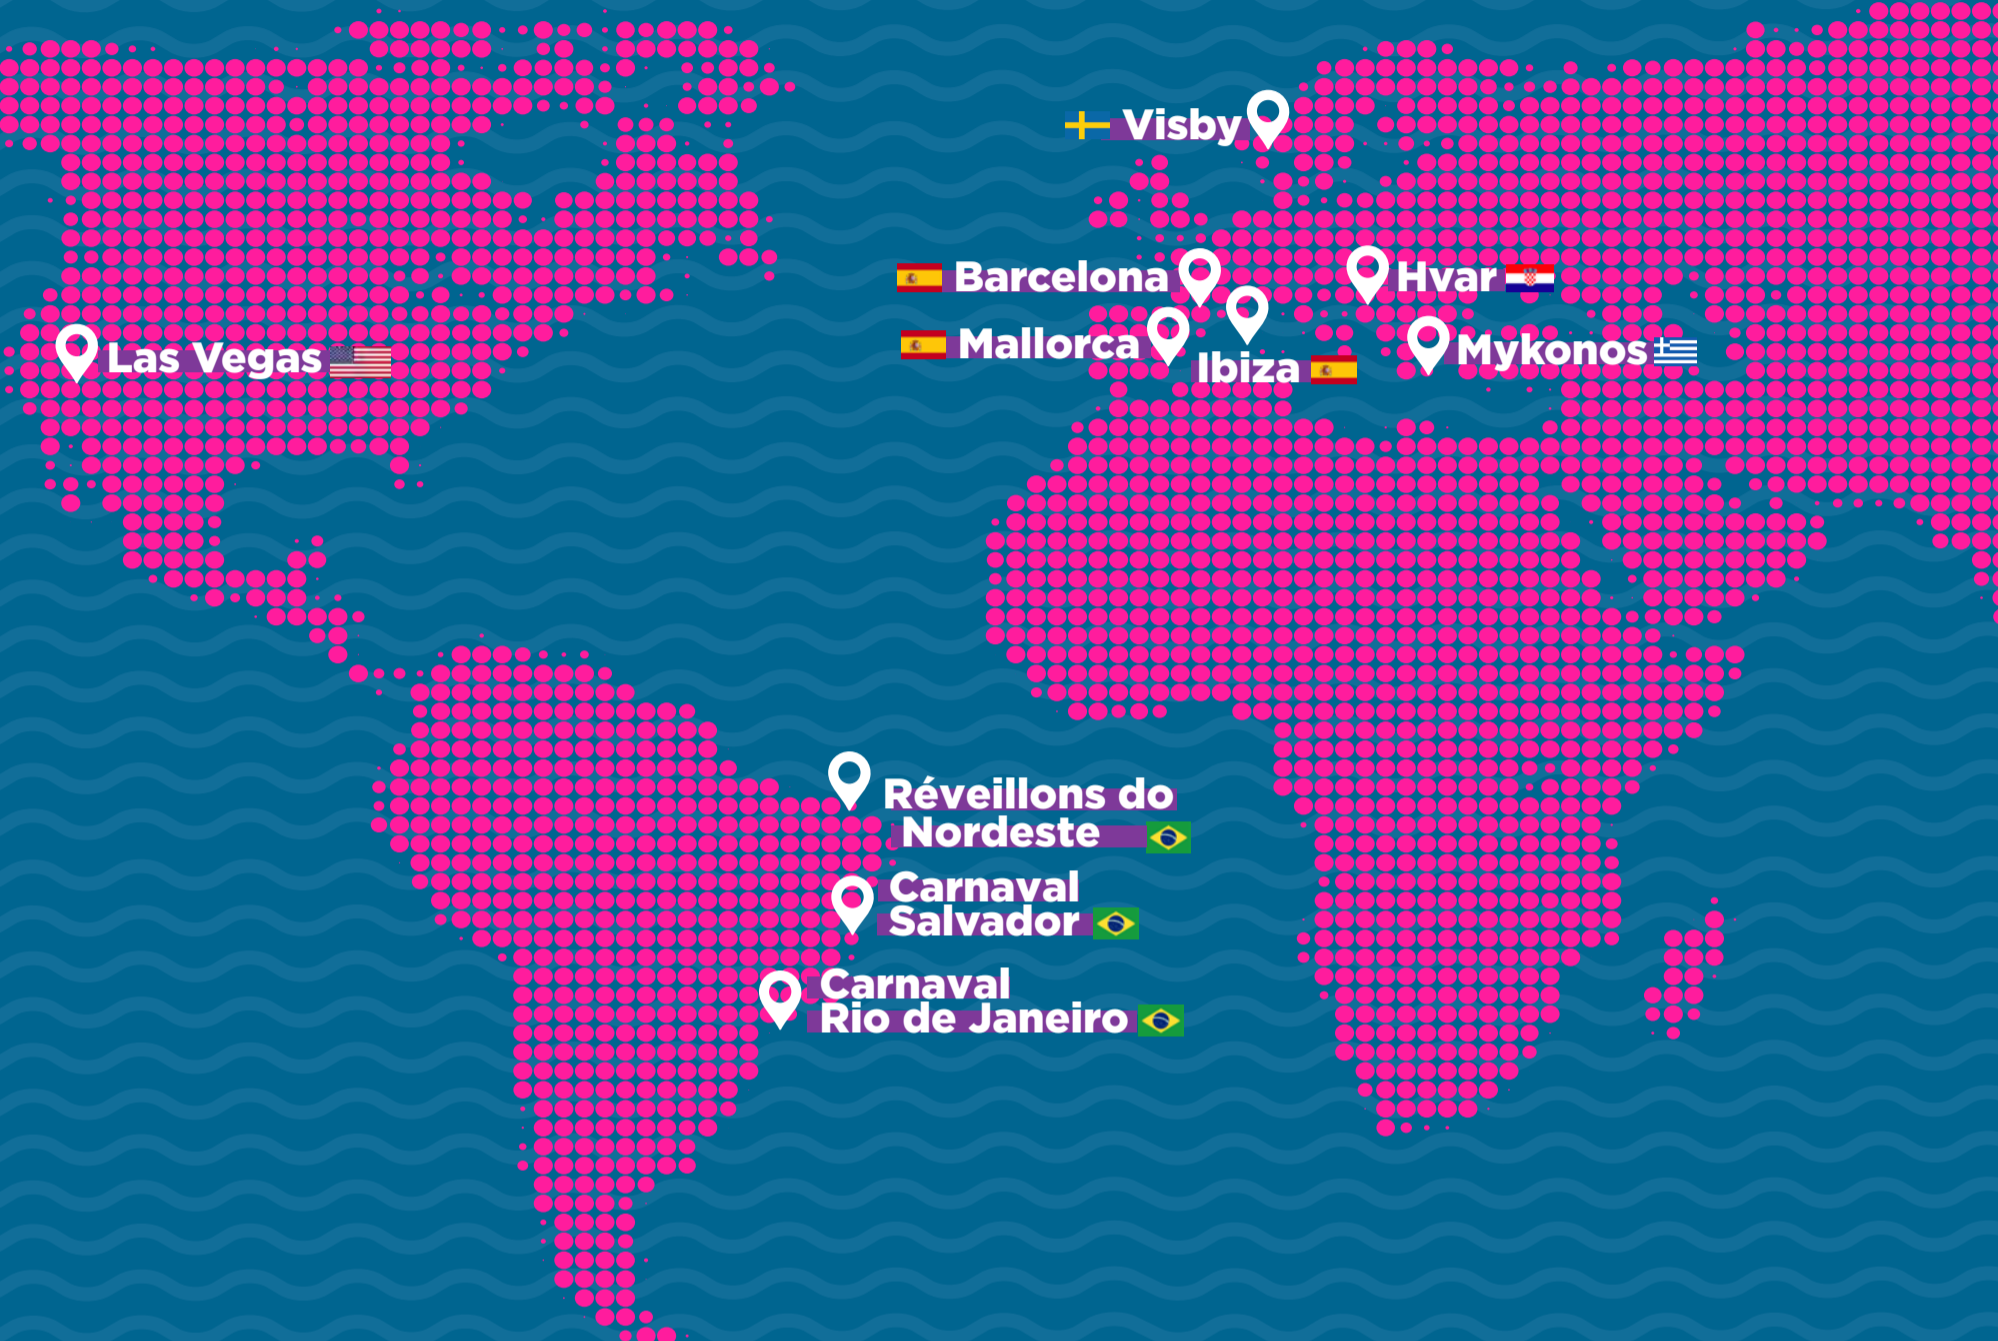 Visby
Barcelona
Hvar
Mallorca
Ibiza
Mykonos
Las Vegas
Réveillons do
Nordeste
Carnaval
Salvador
Carnaval
Rio de Janeiro